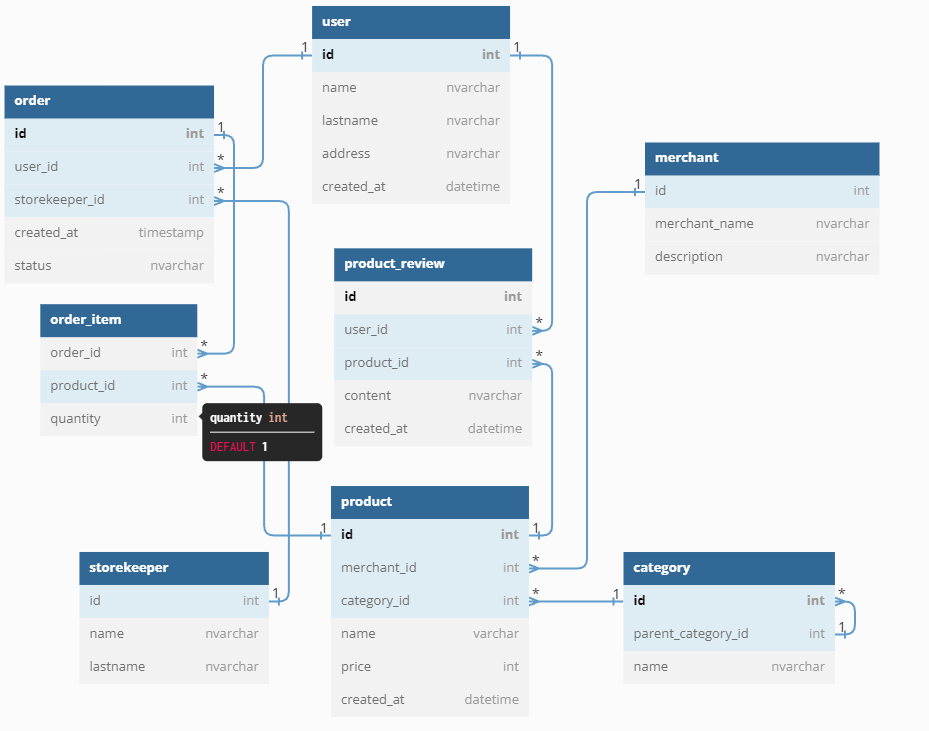 user
id int
name nvarchar
lastname nvarchar
address nvarchar
created_at datetime
order
id int
user_id int
storekeeper_id int
created_at timestamp
status nvarchar
merchant
id int
merchant_name nvarchar
description nvarchar
product_review
id int
user_id int
product_id int
content nvarchar
created_at datetime
order_item
order_id int
product_id int
quantity int
quantity int
DEFAULT 1
product
id int
merchant_id int
category_id int
name varchar
price int
created_at datetime
storekeeper
id int
name nvarchar
lastname nvarchar
category
id int
parent_category_id int
name nvarchar
1
1
1
*
*
1
*
*
*
*
1
1
*
*
1
1
*
1